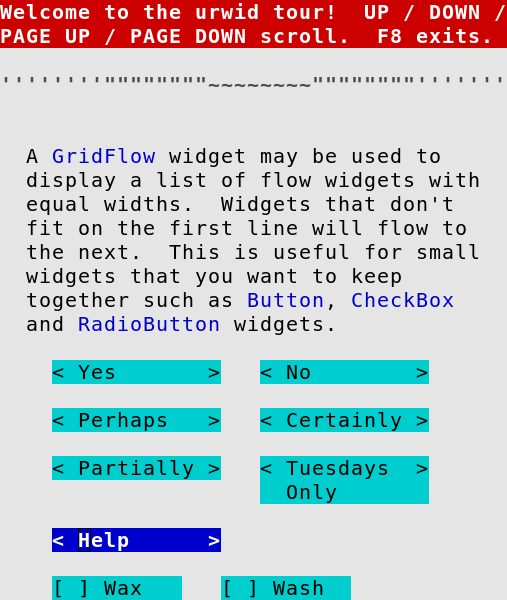 Welcome to the urwid tour!  UP / DOWN /
PAGE UP / PAGE DOWN scroll.  F8 exits.
''''''''""""""""~~~~~~~~""""""""'''''''
A GridFlow widget may be used to
display a list of flow widgets with
equal widths.  Widgets that don't
fit on the first line will flow to
the next.  This is useful for small
widgets that you want to keep
together such as Button, CheckBox
and RadioButton widgets.
< Yes       >   < No        >
< Perhaps   >   < Certainly >
< Partially >   < Tuesdays  >
Only
< Help      >
[ ] Wax   [ ] Wash